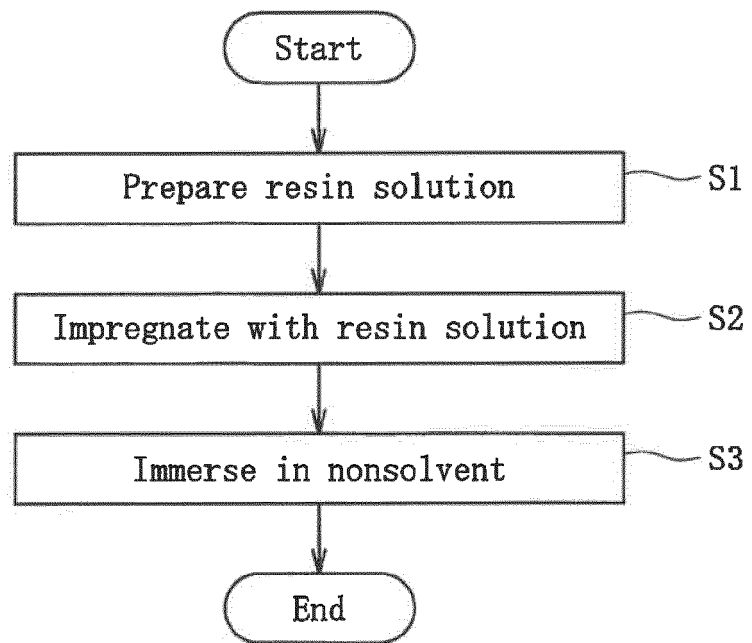 Start
Prepare resin solution
S1
Impregnate with resin solution
S2
Immerse in nonsolvent
S3
End